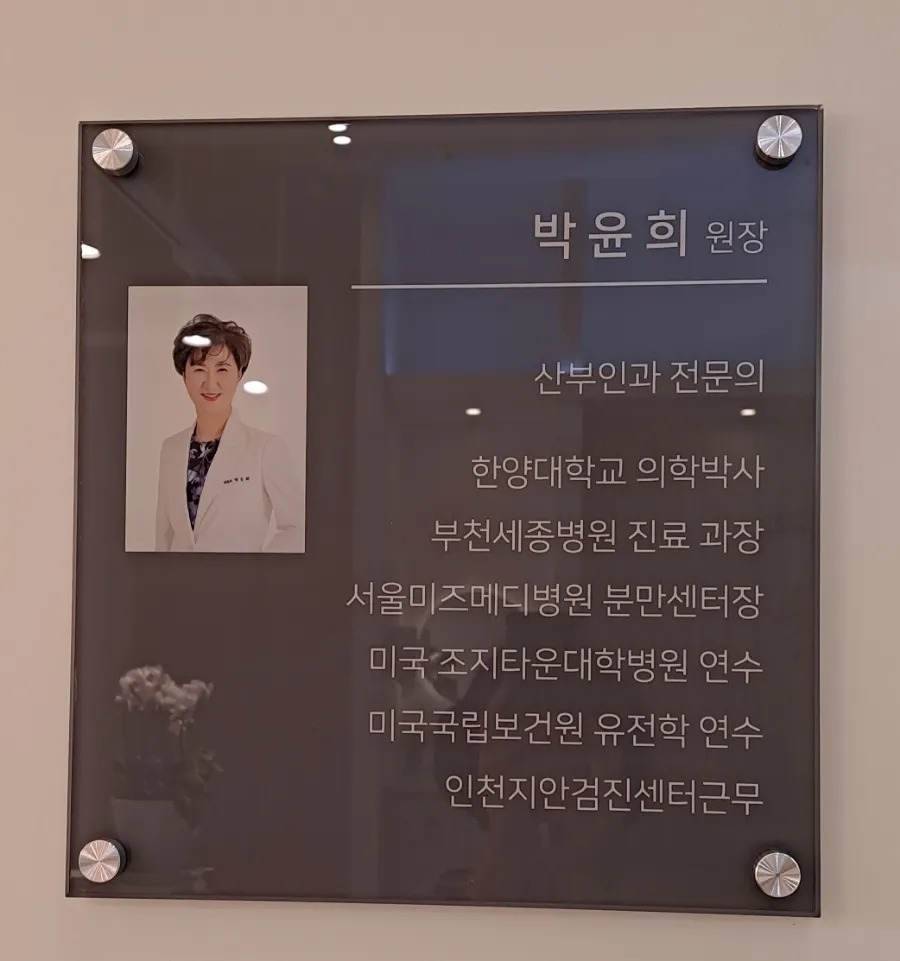 박윤희 원장
산부인과 전문의
한양대학교 의학박사
부천세종병원 진료 과장
서울미즈메디병원 분만센터장
미국 조지타운대학병원 연수
미국국립보건원 유전학 연수
인천지안검진센터근무